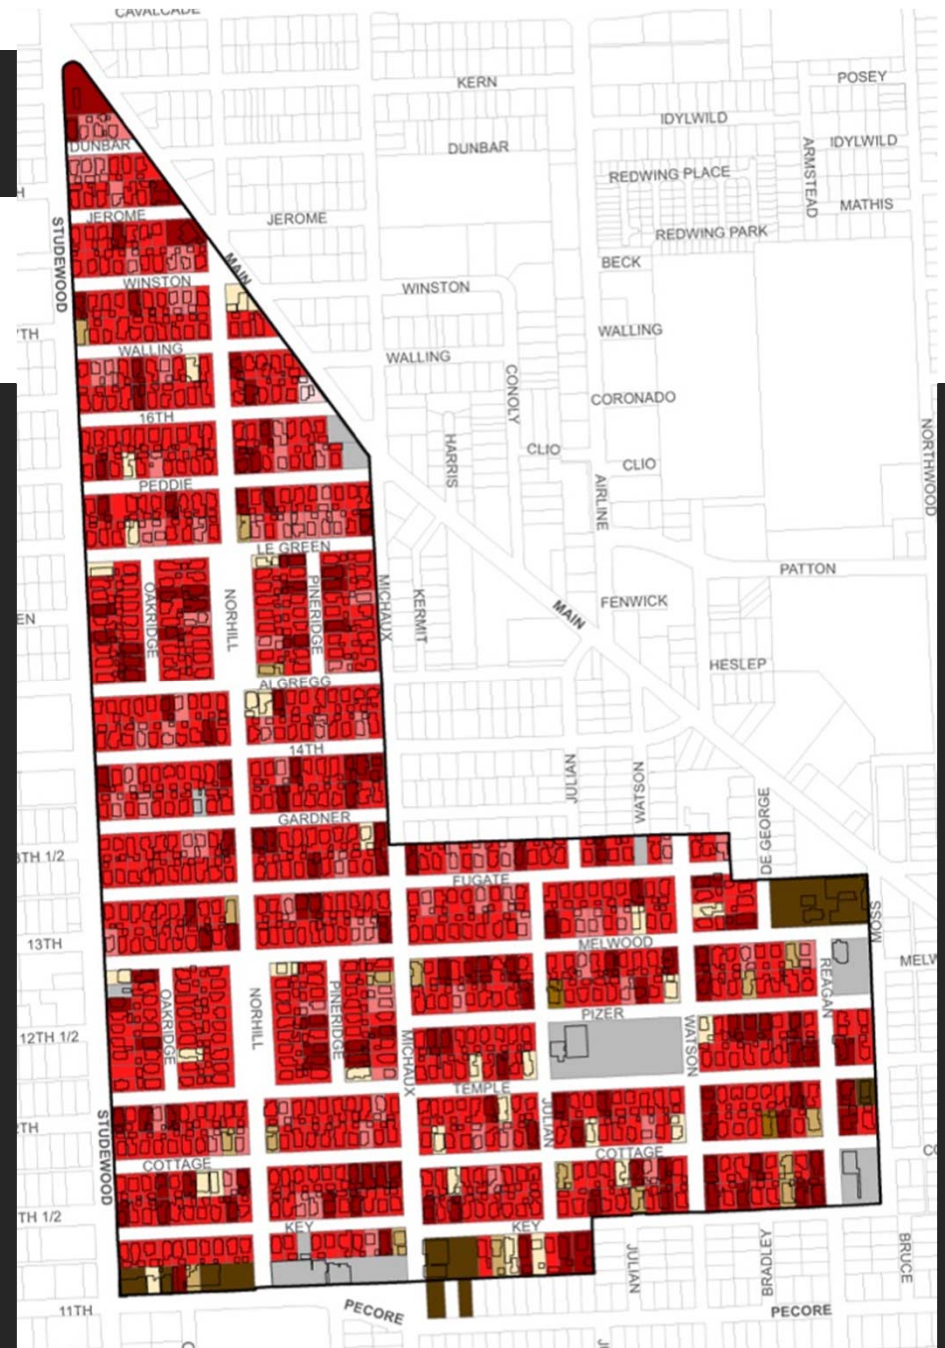 CAVALCADE
KERN
POSEY
IDYLWILD
DUNBAR
DUNBAR
IDYLWILD
ARMSTEAD
REDWING PLACE
MATHIS
JEROME
JEROME
REDWING PARK
STUDEWOOD
MAIN
BECK
WINSTON
WINSTON
WALLING
WALLING
WALLING
CONOLY
CORONADO
16TH
HARRIS
CLIO
CLIO
NORTHWOOD
PEDDIE
AIRLINE
LE GREEN
PATTON
OAKRIDGE
NORHILL
PINERIDGE
MICHAUX
KERMIT
MAIN
FENWICK
EN
HESLEP
ALGREGG
14TH
JULIAN
WATSON
DE GEORGE
GARDNER
TH 1/2
FUGATE
MOSS
13TH
MELWOOD
MELW
OAKRIDGE
NORHILL
PINERIDGE
REAGAN
PIZER
12TH 1/2
MICHAUX
WATSON
TEMPLE
JULIAN
TH
STUDEWOOD
COTTAGE
COTTAGE
TH 1/2
KEY
KEY
JULIAN
BRADLEY
BRUCE
11TH
PECORE
PECORE